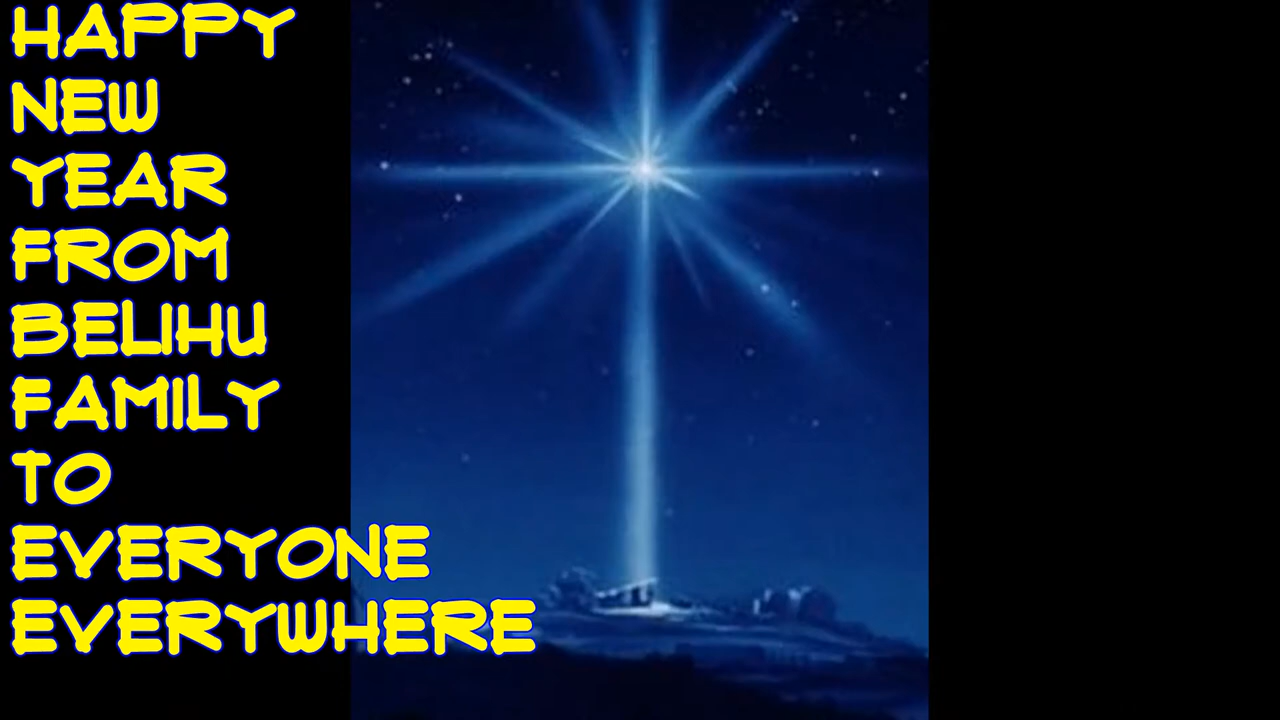 HAPPY
NEW
YEAR
FROM
BELIHU
FAMILY
TO
EVERYONE
EVERYWHERE